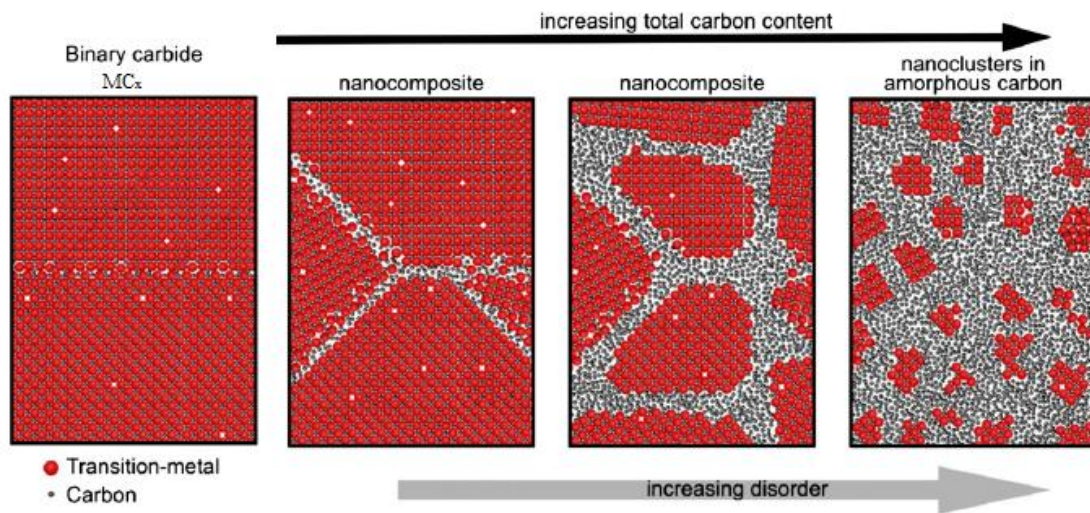 increasing total carbon content
Binary carbide
MCx
nanocomposite
nanocomposite
nanoclusters in
amorphous carbon
Transition-metal
Carbon
increasing disorder